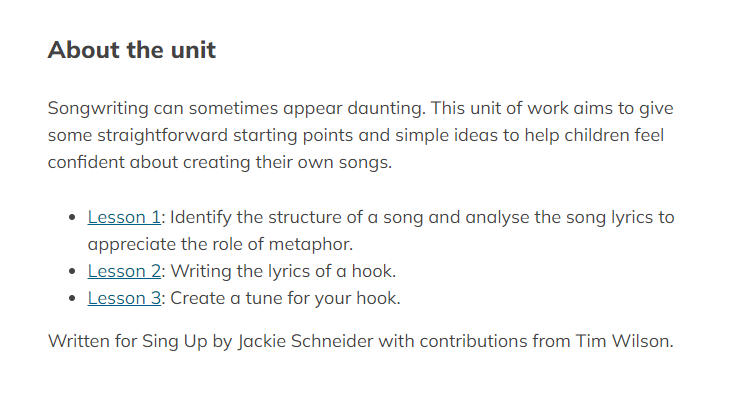 About the unit
Songwriting can sometimes appear daunting. This unit of work aims to give
some straightforward starting points and simple ideas to help children feel
confident about creating their own songs.
• Lesson 1: Identify the structure of a song and analyse the song lyrics to
appreciate the role of metaphor.
• Lesson 2: Writing the lyrics of a hook.
• Lesson 3: Create a tune for your hook.
Written for Sing Up by Jackie Schneider with contributions from Tim Wilson.